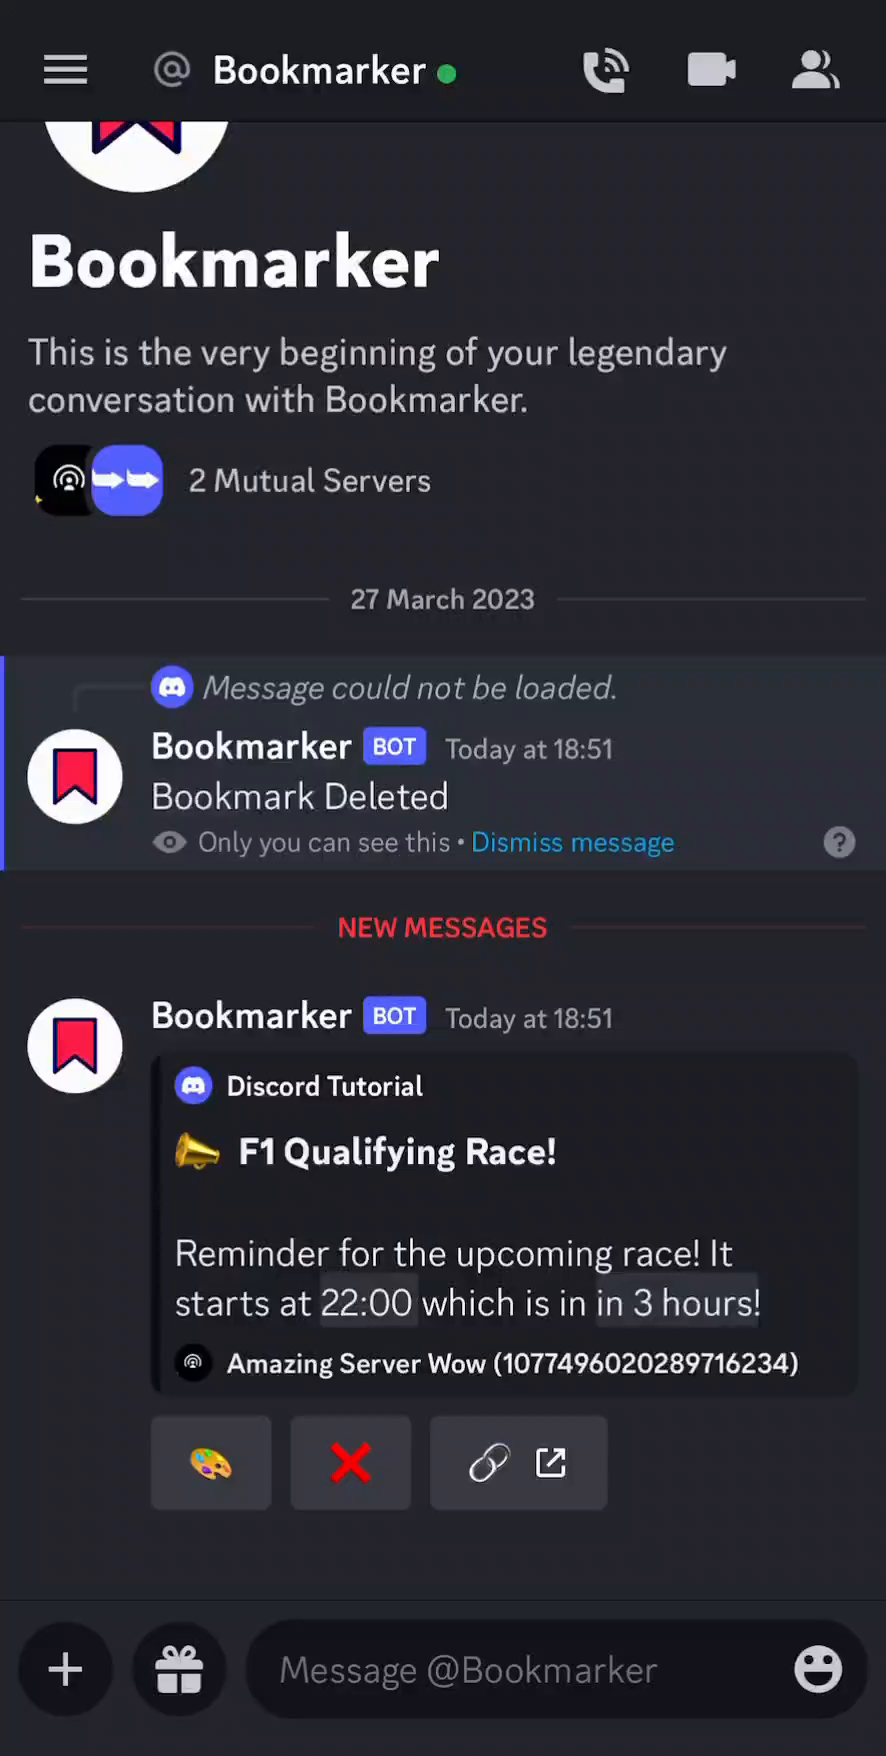 @ Bookmarker
Bookmarker
This is the very beginning of your legendary
conversation with Bookmarker.
2 Mutual Servers
27 March 2023
Message could not be loaded.
Bookmarker BOT Today at 18:51
Bookmark Deleted
Only you can see this • Dismiss message
NEW MESSAGES
Bookmarker BOT Today at 18:51
Discord Tutorial
F1 Qualifying Race!
Reminder for the upcoming race! It
starts at 22:00 which is in in 3 hours!
Amazing Server Wow (1077496020289716234)
Message @Bookmarker